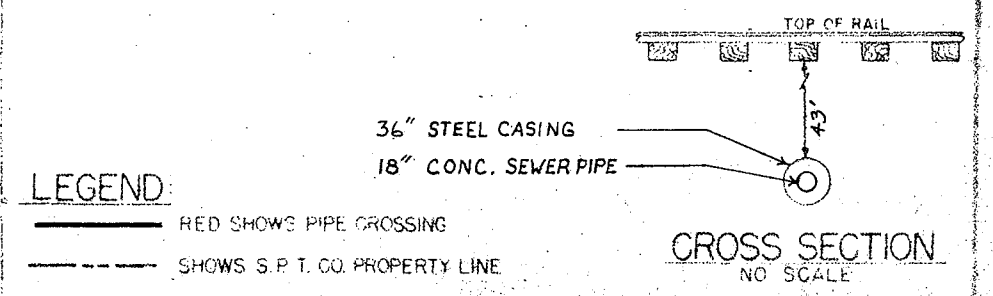 TOP OF RAIL
43'
36" STEEL CASING
18" CONC. SEWER PIPE
LEGEND
RED SHOWS PIPE CROSSING
SHOWS S. P. T. CO. PROPERTY LINE
CROSS SECTION
NO SCALE